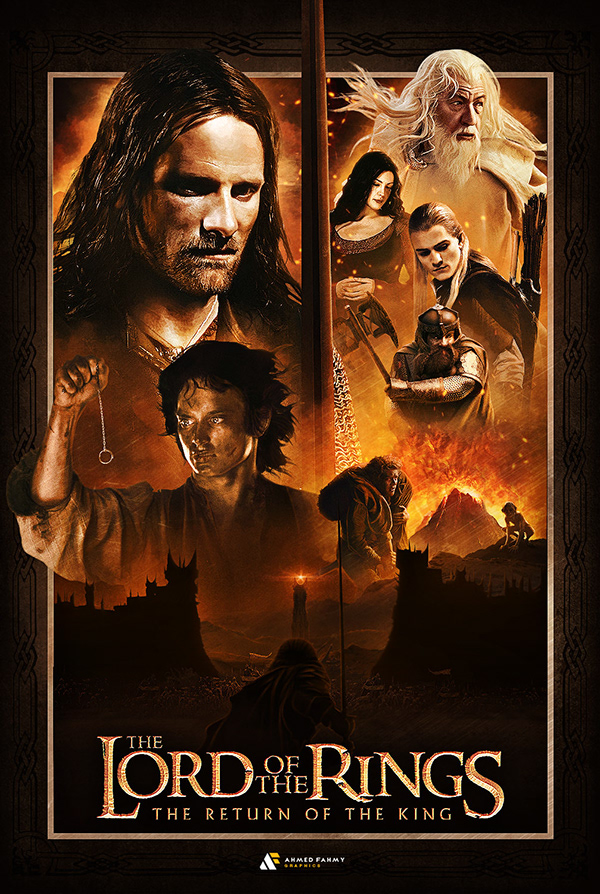 THE LORD OF THE RINGS
THE RETURN OF THE KING
AHMED FAHMY
GRAPHICS